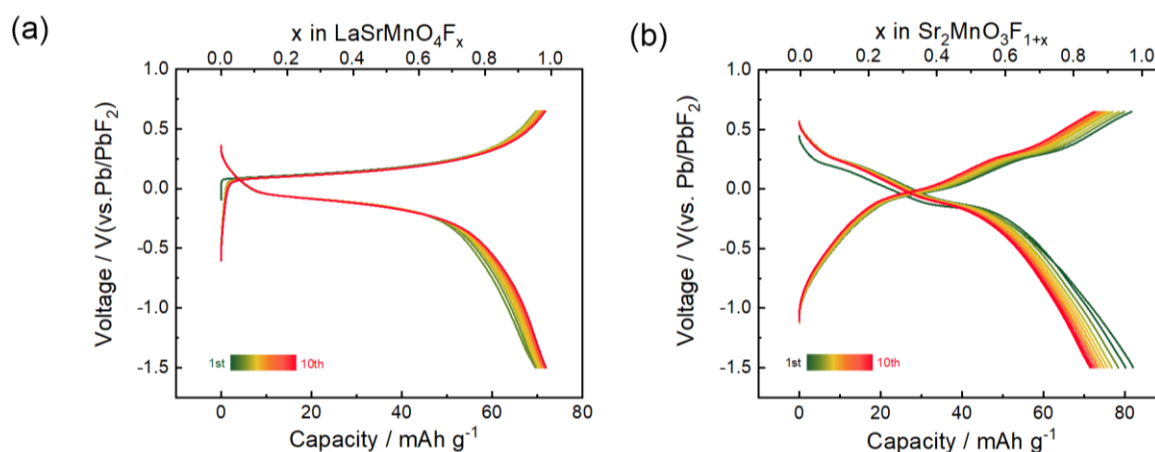 (a)
x in LaSrMnO₄Fₓ
0.0 0.2 0.4 0.6 0.8 1.0
Voltage / V(vs.Pb/PbF₂)
1.0
0.5
0.0
-0.5
-1.0
-1.5
1st 10th
0 20 40 60 80
Capacity / mAh g⁻¹
(b)
x in Sr₂MnO₃F₁₊ₓ
0.0 0.2 0.4 0.6 0.8 1.0
Voltage / V(vs. Pb/PbF₂)
1.0
0.5
0.0
-0.5
-1.0
-1.5
1st 10th
0 20 40 60 80
Capacity / mAh g⁻¹